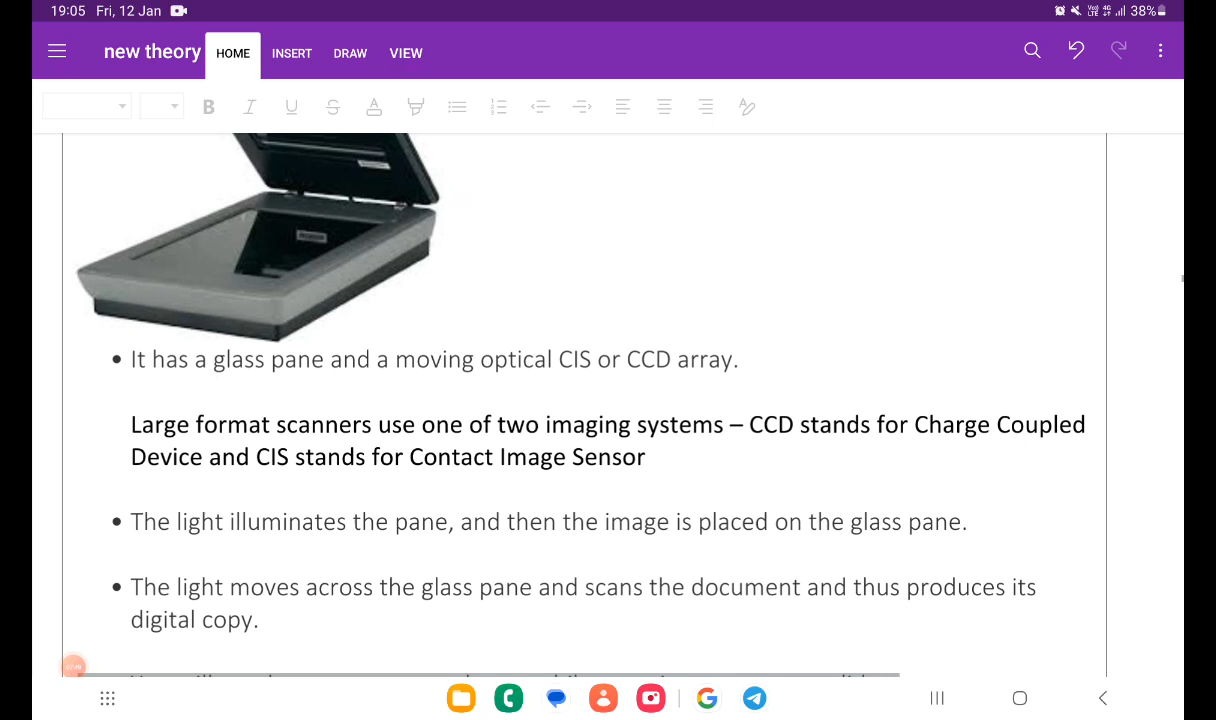 19:05 Fri, 12 Jan
38%
new theory HOME INSERT DRAW VIEW
B I U S A
• It has a glass pane and a moving optical CIS or CCD array.
Large format scanners use one of two imaging systems – CCD stands for Charge Coupled
Device and CIS stands for Contact Image Sensor
• The light illuminates the pane, and then the image is placed on the glass pane.
• The light moves across the glass pane and scans the document and thus produces its
digital copy.